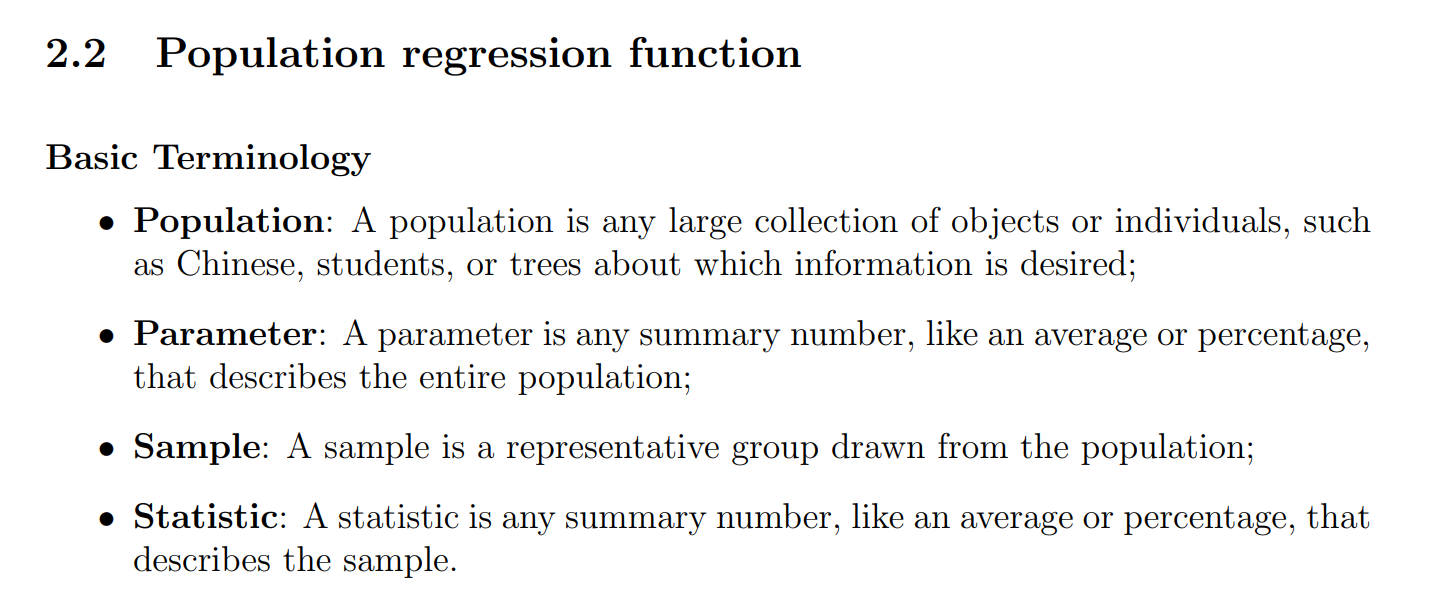 2.2 Population regression function
Basic Terminology
• Population: A population is any large collection of objects or individuals, such
as Chinese, students, or trees about which information is desired;
• Parameter: A parameter is any summary number, like an average or percentage,
that describes the entire population;
• Sample: A sample is a representative group drawn from the population;
• Statistic: A statistic is any summary number, like an average or percentage, that
describes the sample.